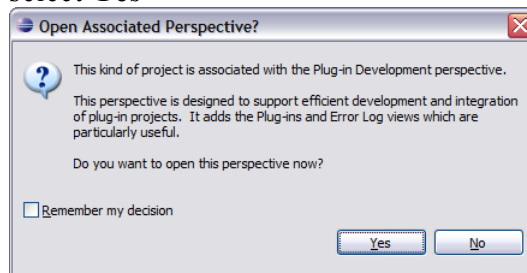 Open Associated Perspective?
This kind of project is associated with the Plug-in Development perspective.
This perspective is designed to support efficient development and integration
of plug-in projects. It adds the Plug-ins and Error Log views which are
particularly useful.
Do you want to open this perspective now?
Remember my decision
Yes
No